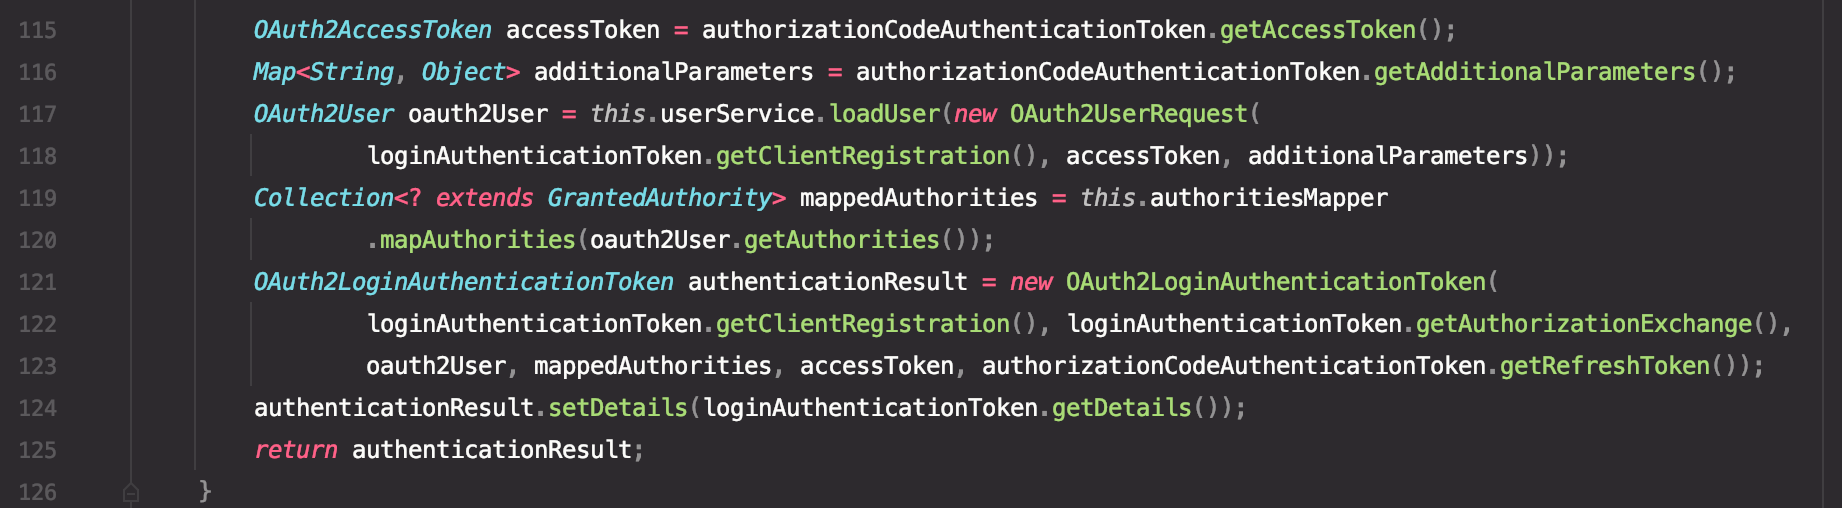 115 OAuth2AccessToken accessToken = authorizationCodeAuthenticationToken.getAccessToken();
116 Map<String, Object> additionalParameters = authorizationCodeAuthenticationToken.getAdditionalParameters();
117 OAuth2User oauth2User = this.userService.loadUser(new OAuth2UserRequest(
118 loginAuthenticationToken.getClientRegistration(), accessToken, additionalParameters));
119 Collection<? extends GrantedAuthority> mappedAuthorities = this.authoritiesMapper
120 .mapAuthorities(oauth2User.getAuthorities());
121 OAuth2LoginAuthenticationToken authenticationResult = new OAuth2LoginAuthenticationToken(
122 loginAuthenticationToken.getClientRegistration(), loginAuthenticationToken.getAuthorizationExchange(),
123 oauth2User, mappedAuthorities, accessToken, authorizationCodeAuthenticationToken.getRefreshToken());
124 authenticationResult.setDetails(loginAuthenticationToken.getDetails());
125 return authenticationResult;
126 }